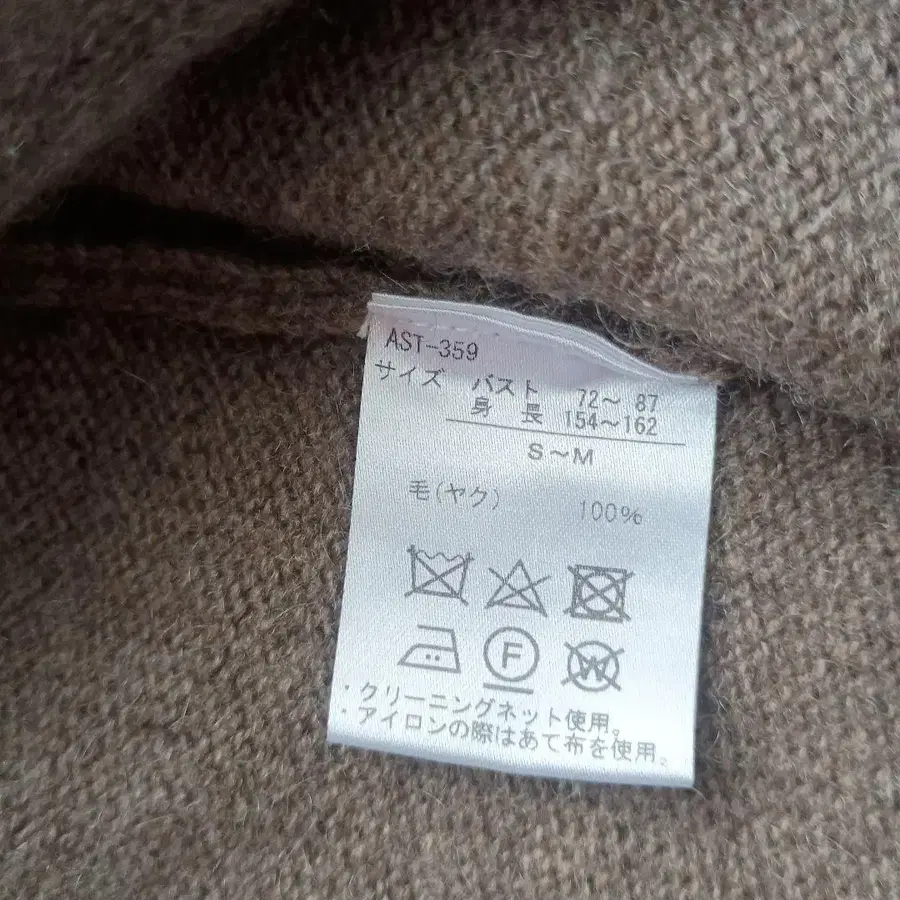 AST-359
サイズ バスト 72～ 87
身 長 154～162
S～M
毛(ヤク) 100%
F
W
・クリーニングネット使用。
・アイロンの際はあて布を使用。